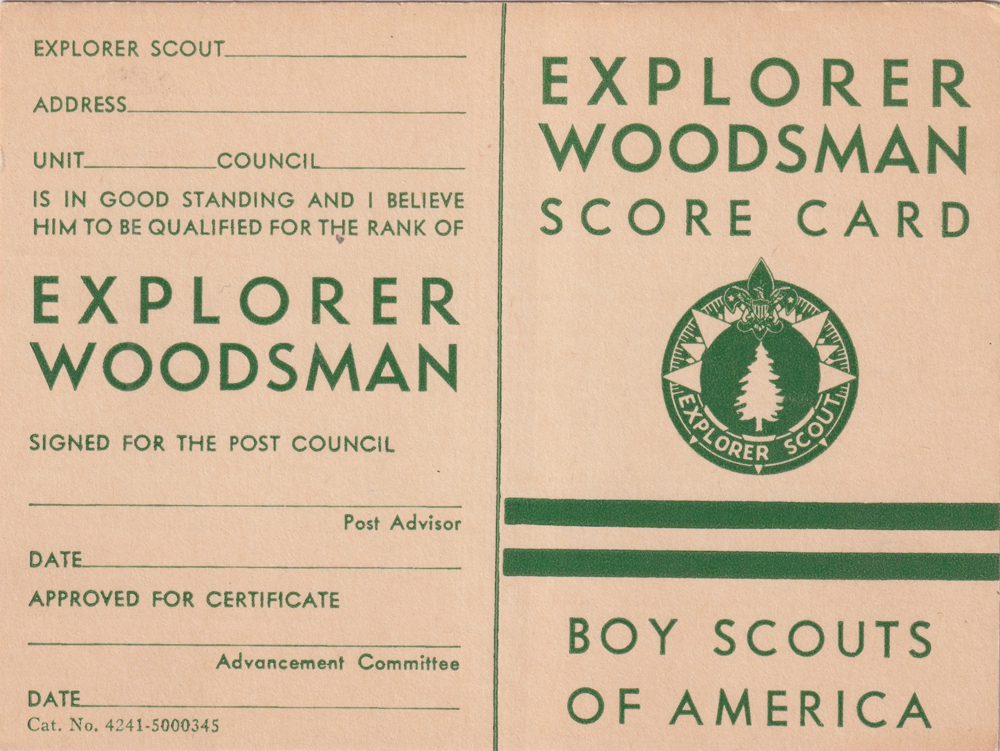 EXPLORER SCOUT
ADDRESS
UNIT COUNCIL
IS IN GOOD STANDING AND I BELIEVE
HIM TO BE QUALIFIED FOR THE RANK OF
EXPLORER
WOODSMAN
SIGNED FOR THE POST COUNCIL
Post Advisor
DATE
APPROVED FOR CERTIFICATE
Advancement Committee
DATE
Cat. No. 4241-5000345
EXPLORER
WOODSMAN
SCORE CARD
EXPLORER SCOUT
BOY SCOUTS
OF AMERICA